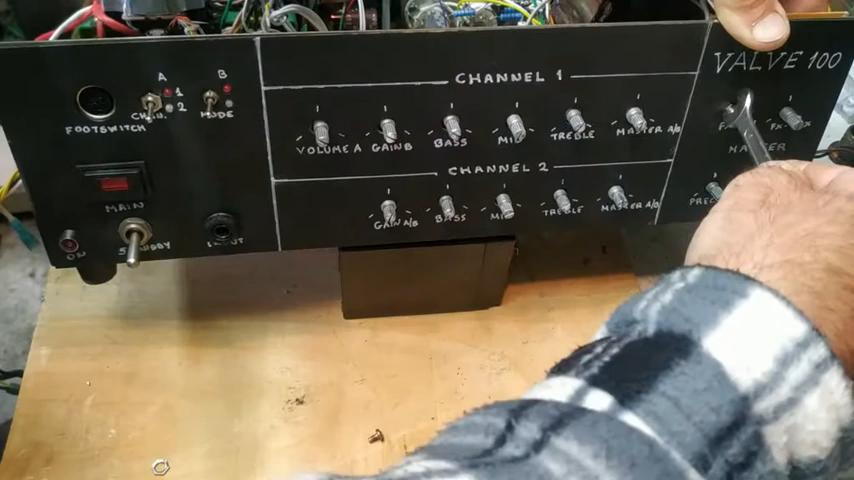 A B
1
2
CHAN. MODE
FOOTSWITCH
MAIN
ON STANDBY L.OUT
CHANNEL 1
VOLUME A GAIN B BASS MID TREBLE MASTER A/B
CHANNEL 2
GAIN A/B BASS MID TREBLE MASTER A/B
VALVE 100